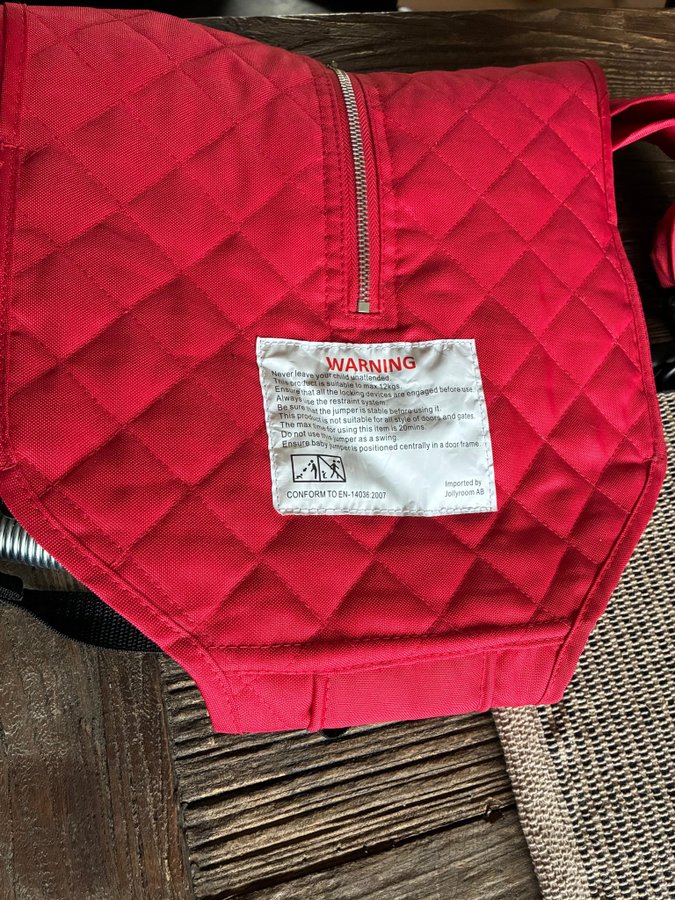 WARNING
Never leave your child unattended.
This product is suitable to max 12kgs.
Ensure that all the locking devices are engaged before use.
Always use the restraint system.
Be sure that the jumper is stable before using it.
This product is not suitable for all style of doors and gates.
The max time for using this item is 20mins.
Do not use this jumper as a swing.
Ensure baby jumper is positioned centrally in a door frame.
CONFORM TO EN-14036:2007
Imported by
Jollyroom AB